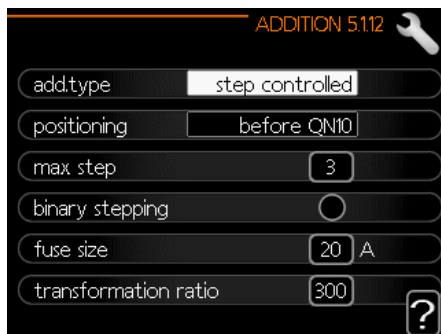 ADDITION 5.1.12
add.type step controlled
positioning before QN10
max step 3
binary stepping
fuse size 20 A
transformation ratio 300
?